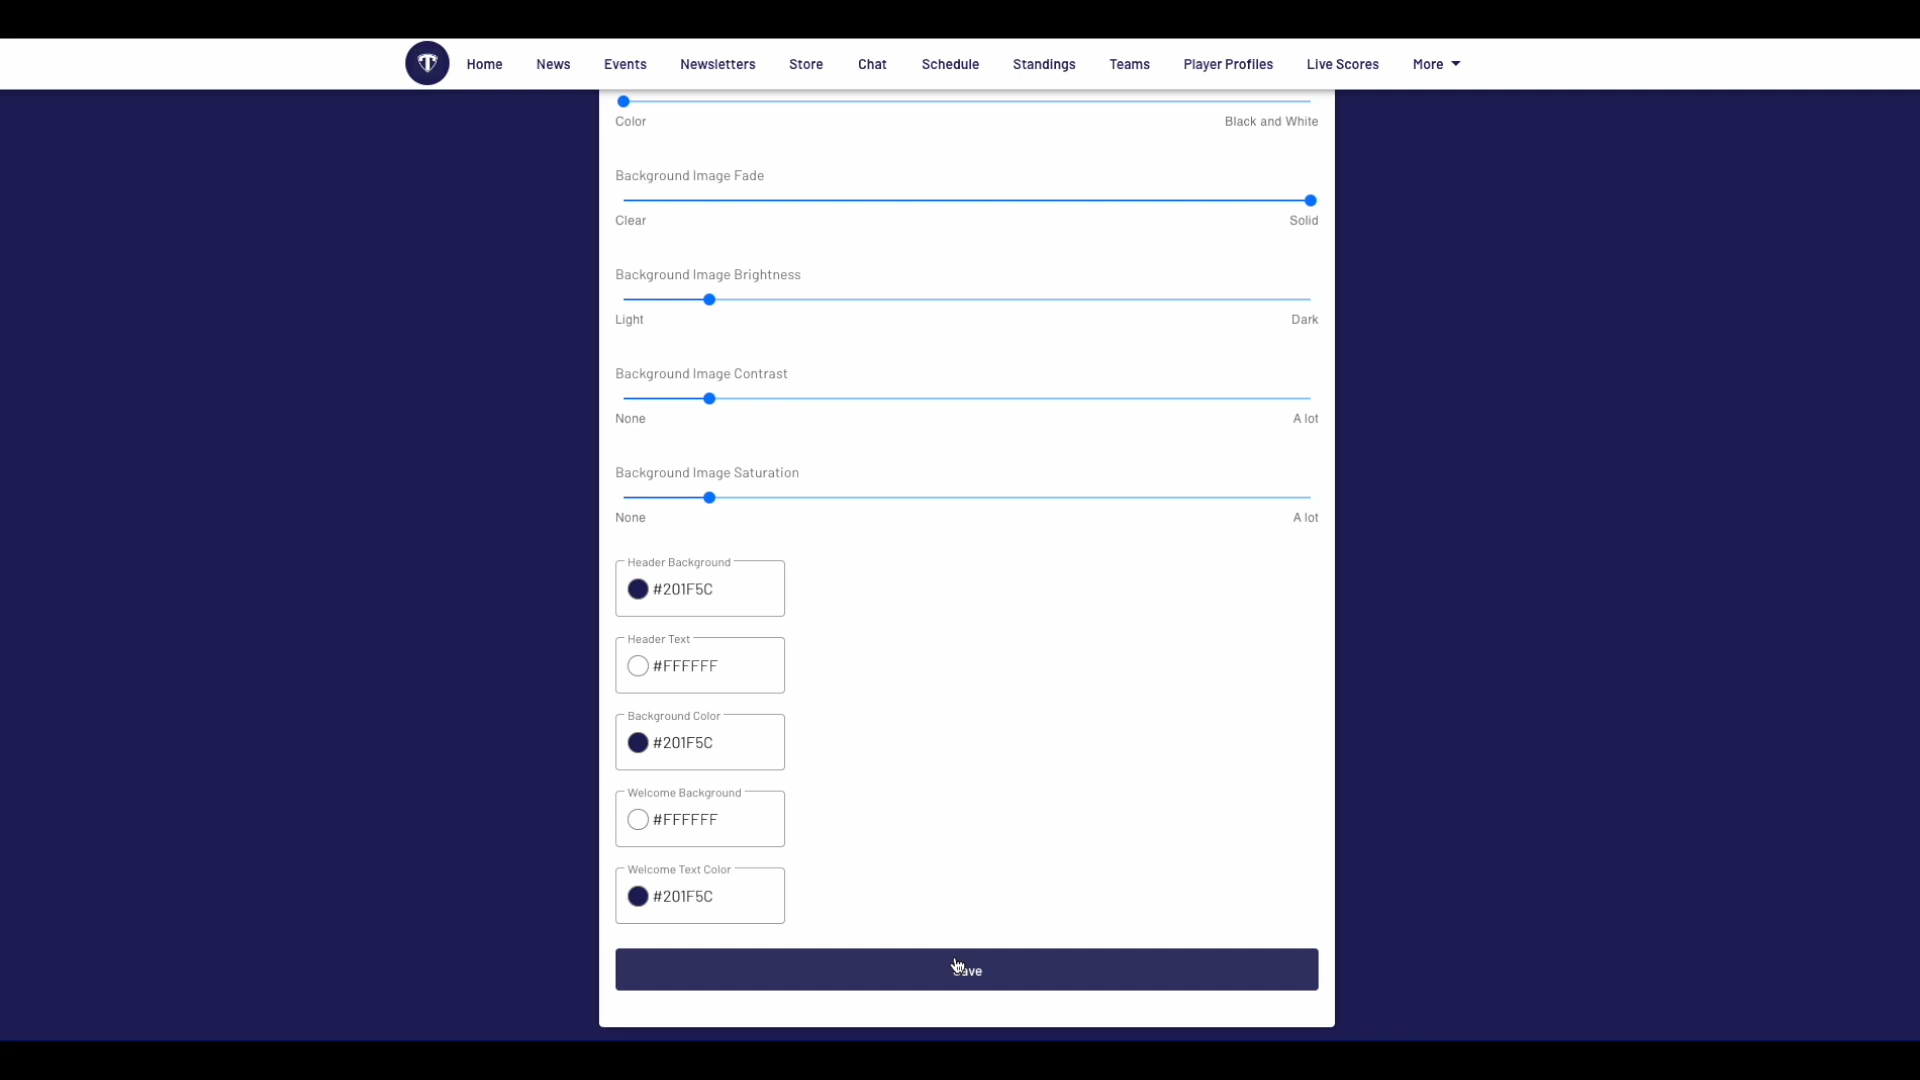 Home News Events Newsletters Store Chat Schedule Standings Teams Player Profiles Live Scores More
Color Black and White
Background Image Fade
Clear Solid
Background Image Brightness
Light Dark
Background Image Contrast
None A lot
Background Image Saturation
None A lot
Header Background
#201F5C
Header Text
#FFFFFF
Background Color
#201F5C
Welcome Background
#FFFFFF
Welcome Text Color
#201F5C
Save